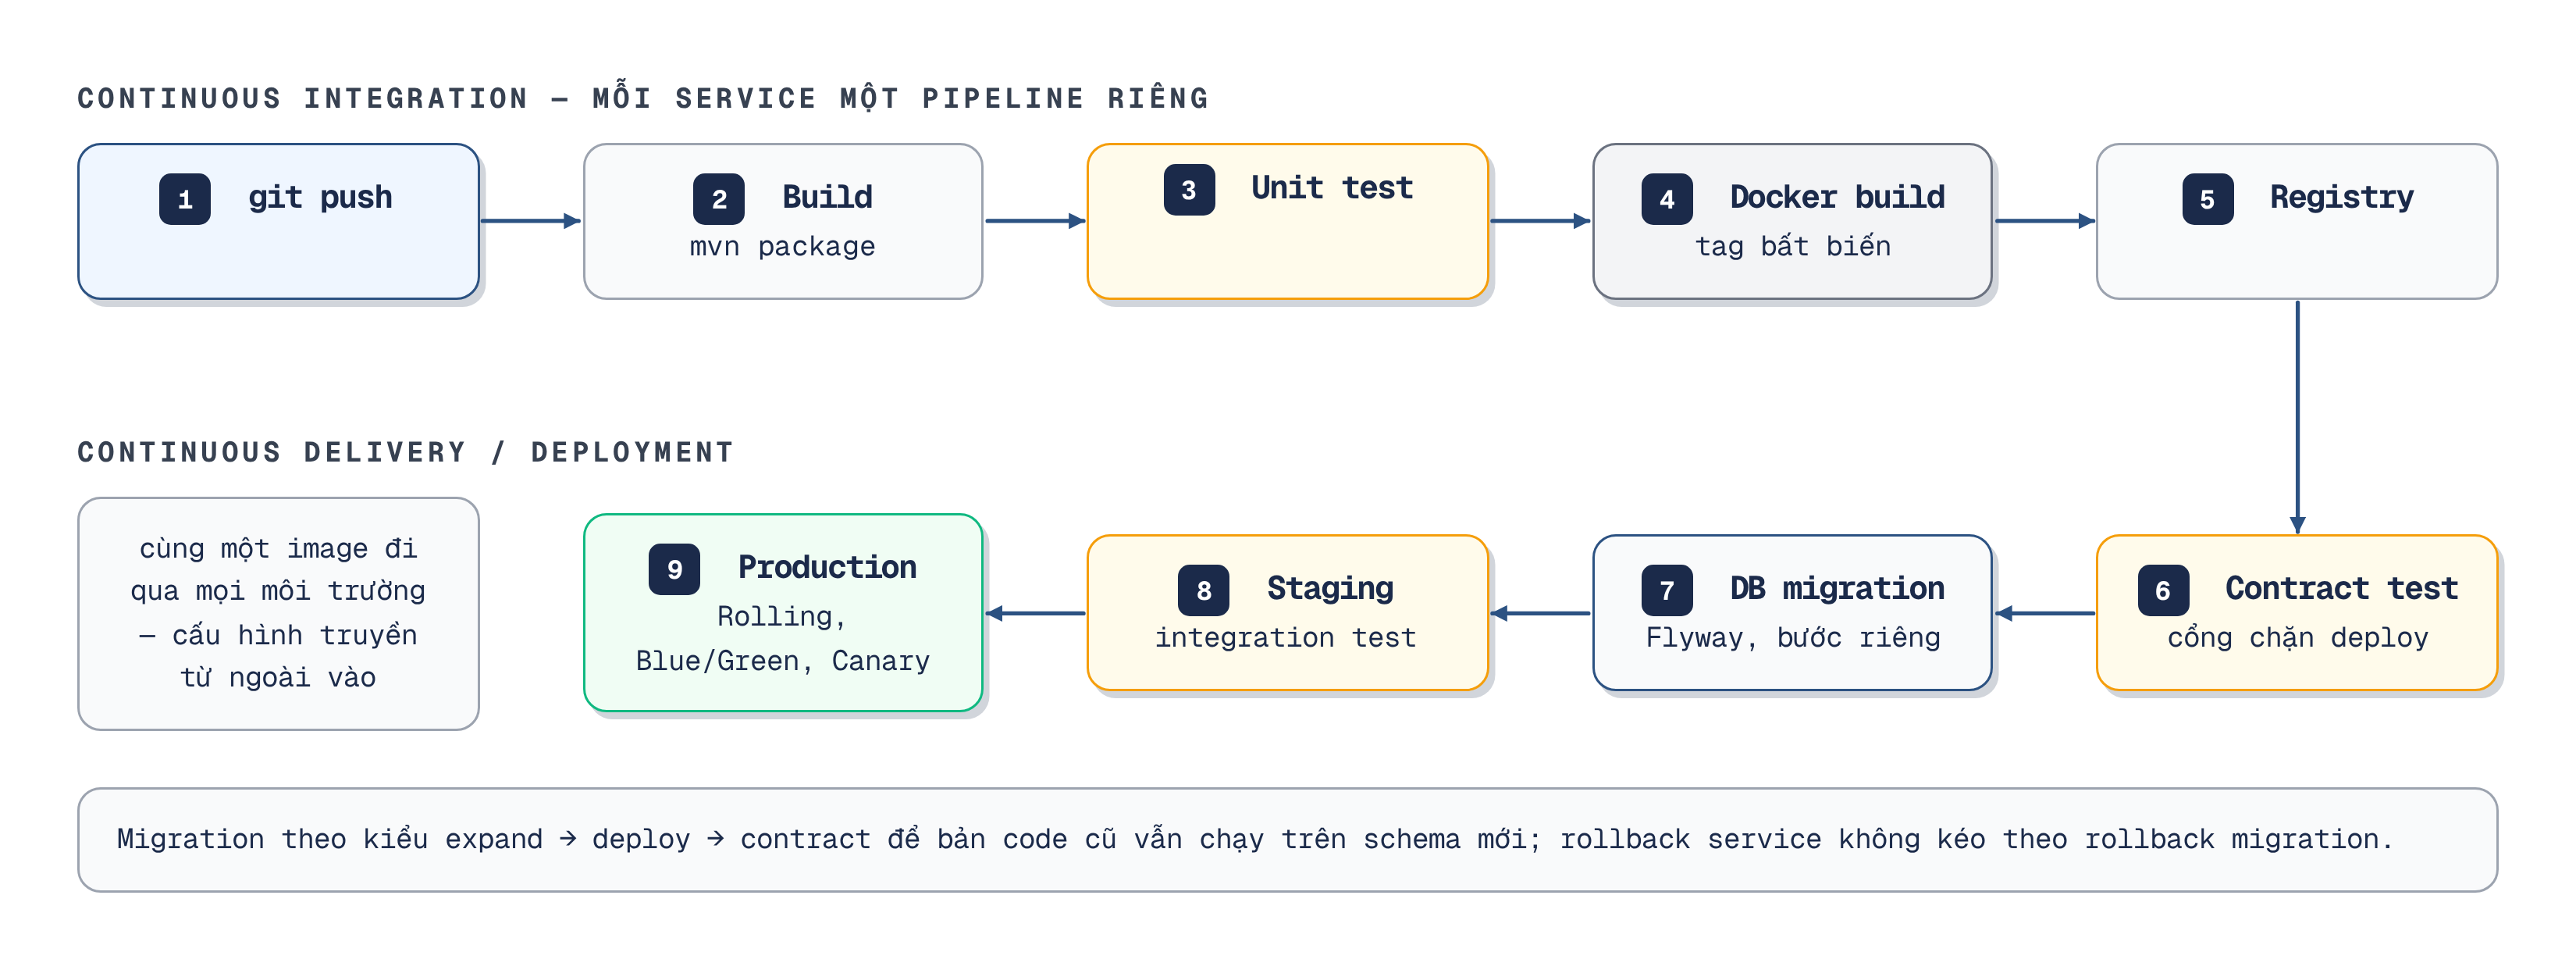 CONTINUOUS INTEGRATION — MỖI SERVICE MỘT PIPELINE RIÊNG
1 git push
2 Build
mvn package
3 Unit test
4 Docker build
tag bất biến
5 Registry
CONTINUOUS DELIVERY / DEPLOYMENT
cùng một image đi
qua mọi môi trường
— cấu hình truyền
từ ngoài vào
9 Production
Rolling,
Blue/Green, Canary
8 Staging
integration test
7 DB migration
Flyway, bước riêng
6 Contract test
cổng chặn deploy
Migration theo kiểu expand → deploy → contract để bản code cũ vẫn chạy trên schema mới; rollback service không kéo theo rollback migration.